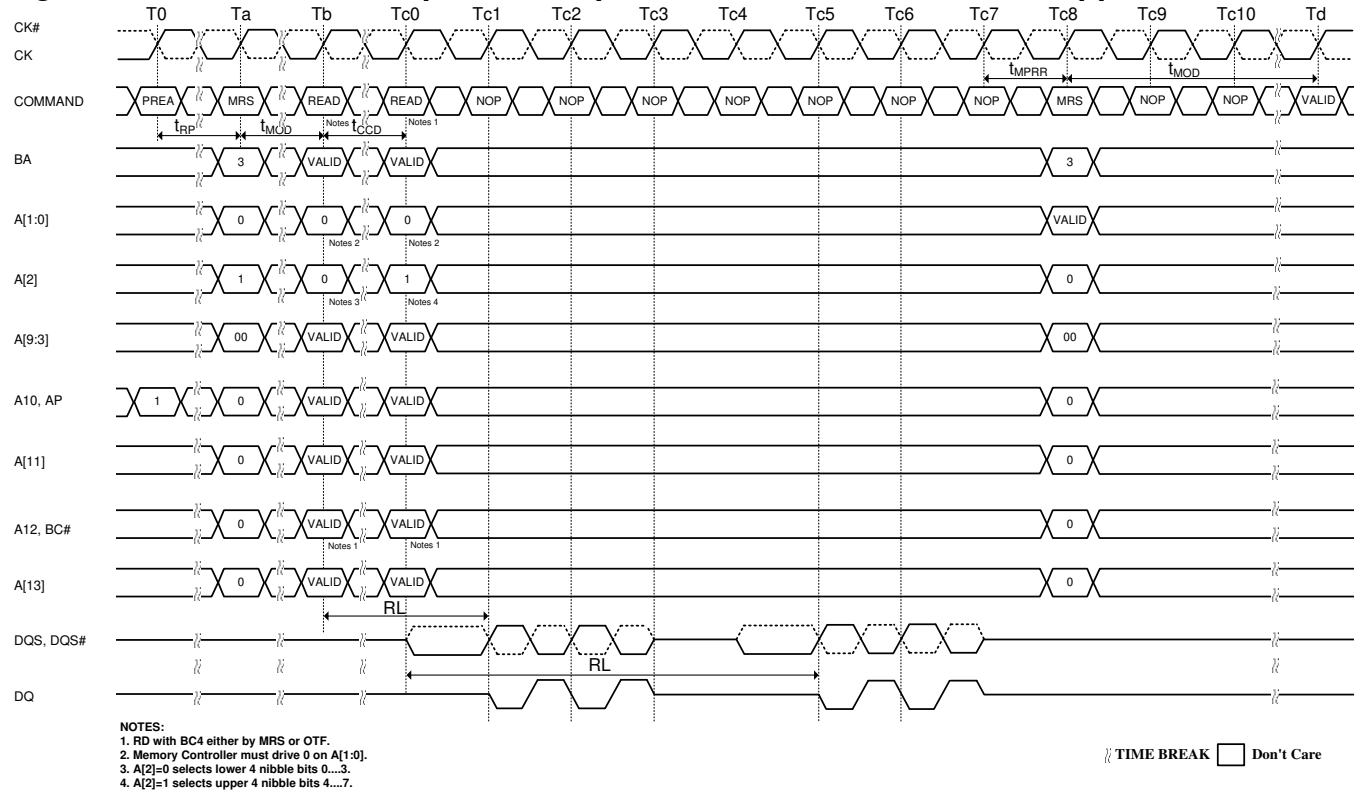 T0 Ta Tb Tc0 Tc1 Tc2 Tc3 Tc4 Tc5 Tc6 Tc7 Tc8 Tc9 Tc10 Td
CK#
CK
tMPRR tMOD
COMMAND PREA MRS READ READ NOP NOP NOP NOP NOP NOP NOP MRS NOP NOP VALID
Notes 1 Notes 1
tRP tMOD tCCD
BA 3 VALID VALID 3
A[1:0] 0 0 0 VALID
Notes 2 Notes 2
A[2] 1 0 1 0
Notes 3 Notes 4
A[9:3] 00 VALID VALID 00
A10, AP 1 0 VALID VALID 0
A[11] 0 VALID VALID 0
A12, BC# 0 VALID VALID 0
Notes 1 Notes 1
A[13] 0 VALID VALID 0
RL
DQS, DQS#
RL
DQ
NOTES:
1. RD with BC4 either by MRS or OTF.
2. Memory Controller must drive 0 on A[1:0].
3. A[2]=0 selects lower 4 nibble bits 0....3.
4. A[2]=1 selects upper 4 nibble bits 4....7.
TIME BREAK Don't Care